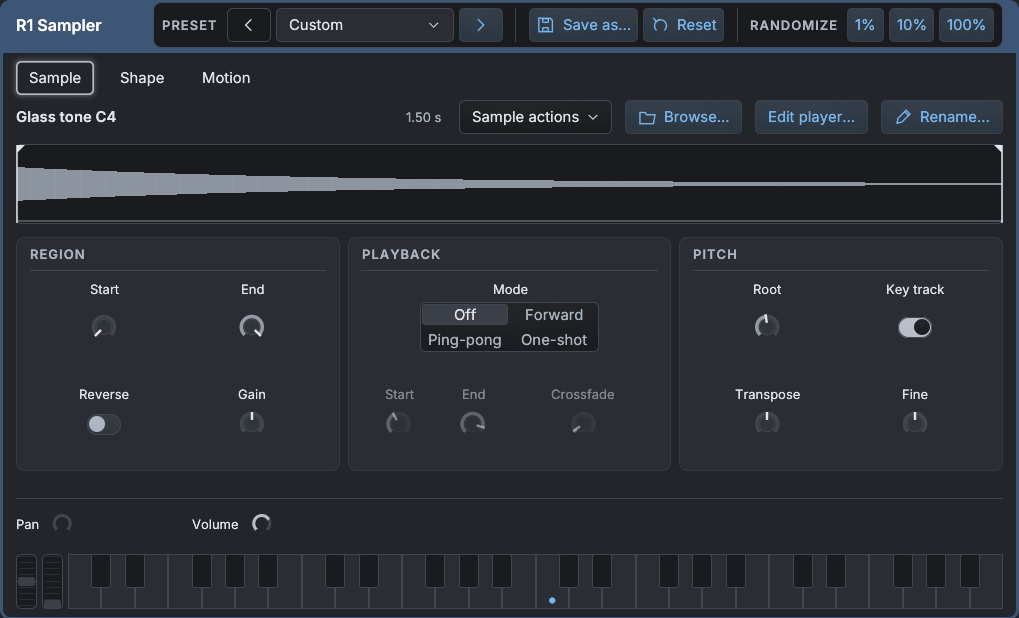 R1 Sampler
PRESET
Custom
Save as...
Reset
RANDOMIZE
1%
10%
100%
Sample
Shape
Motion
Glass tone C4
1.50 s
Sample actions
Browse...
Edit player...
Rename...
REGION
Start
End
Reverse
Gain
PLAYBACK
Mode
Off
Forward
Ping-pong
One-shot
Start
End
Crossfade
PITCH
Root
Key track
Transpose
Fine
Pan
Volume